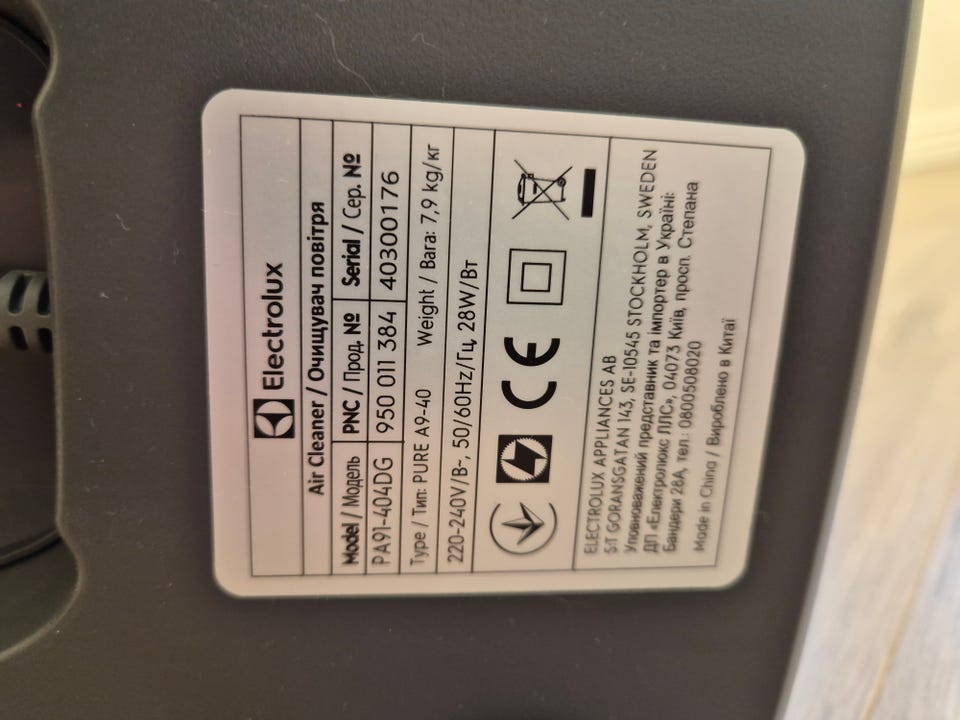 Electrolux
Air Cleaner / Очищувач повітря
Model / Модель PNC / Прод. № Serial / Сер. №
PA91-404DG 950 011 384 40300176
Type / Тип: PURE A9-40 Weight / Вага: 7,9 kg/кг
220-240V/В~, 50/60Hz/Гц, 28W/Вт
CE
ELECTROLUX APPLIANCES AB
S:T GÖRANSGATAN 143, SE-10545 STOCKHOLM, SWEDEN
Уповноважений представник та імпортер в Україні:
ДП «Електролюкс ЛЛС», 04073 Київ, просп. Степана
Бандери 28А, тел.: 0800508020
Made in China / Вироблено в Китаї